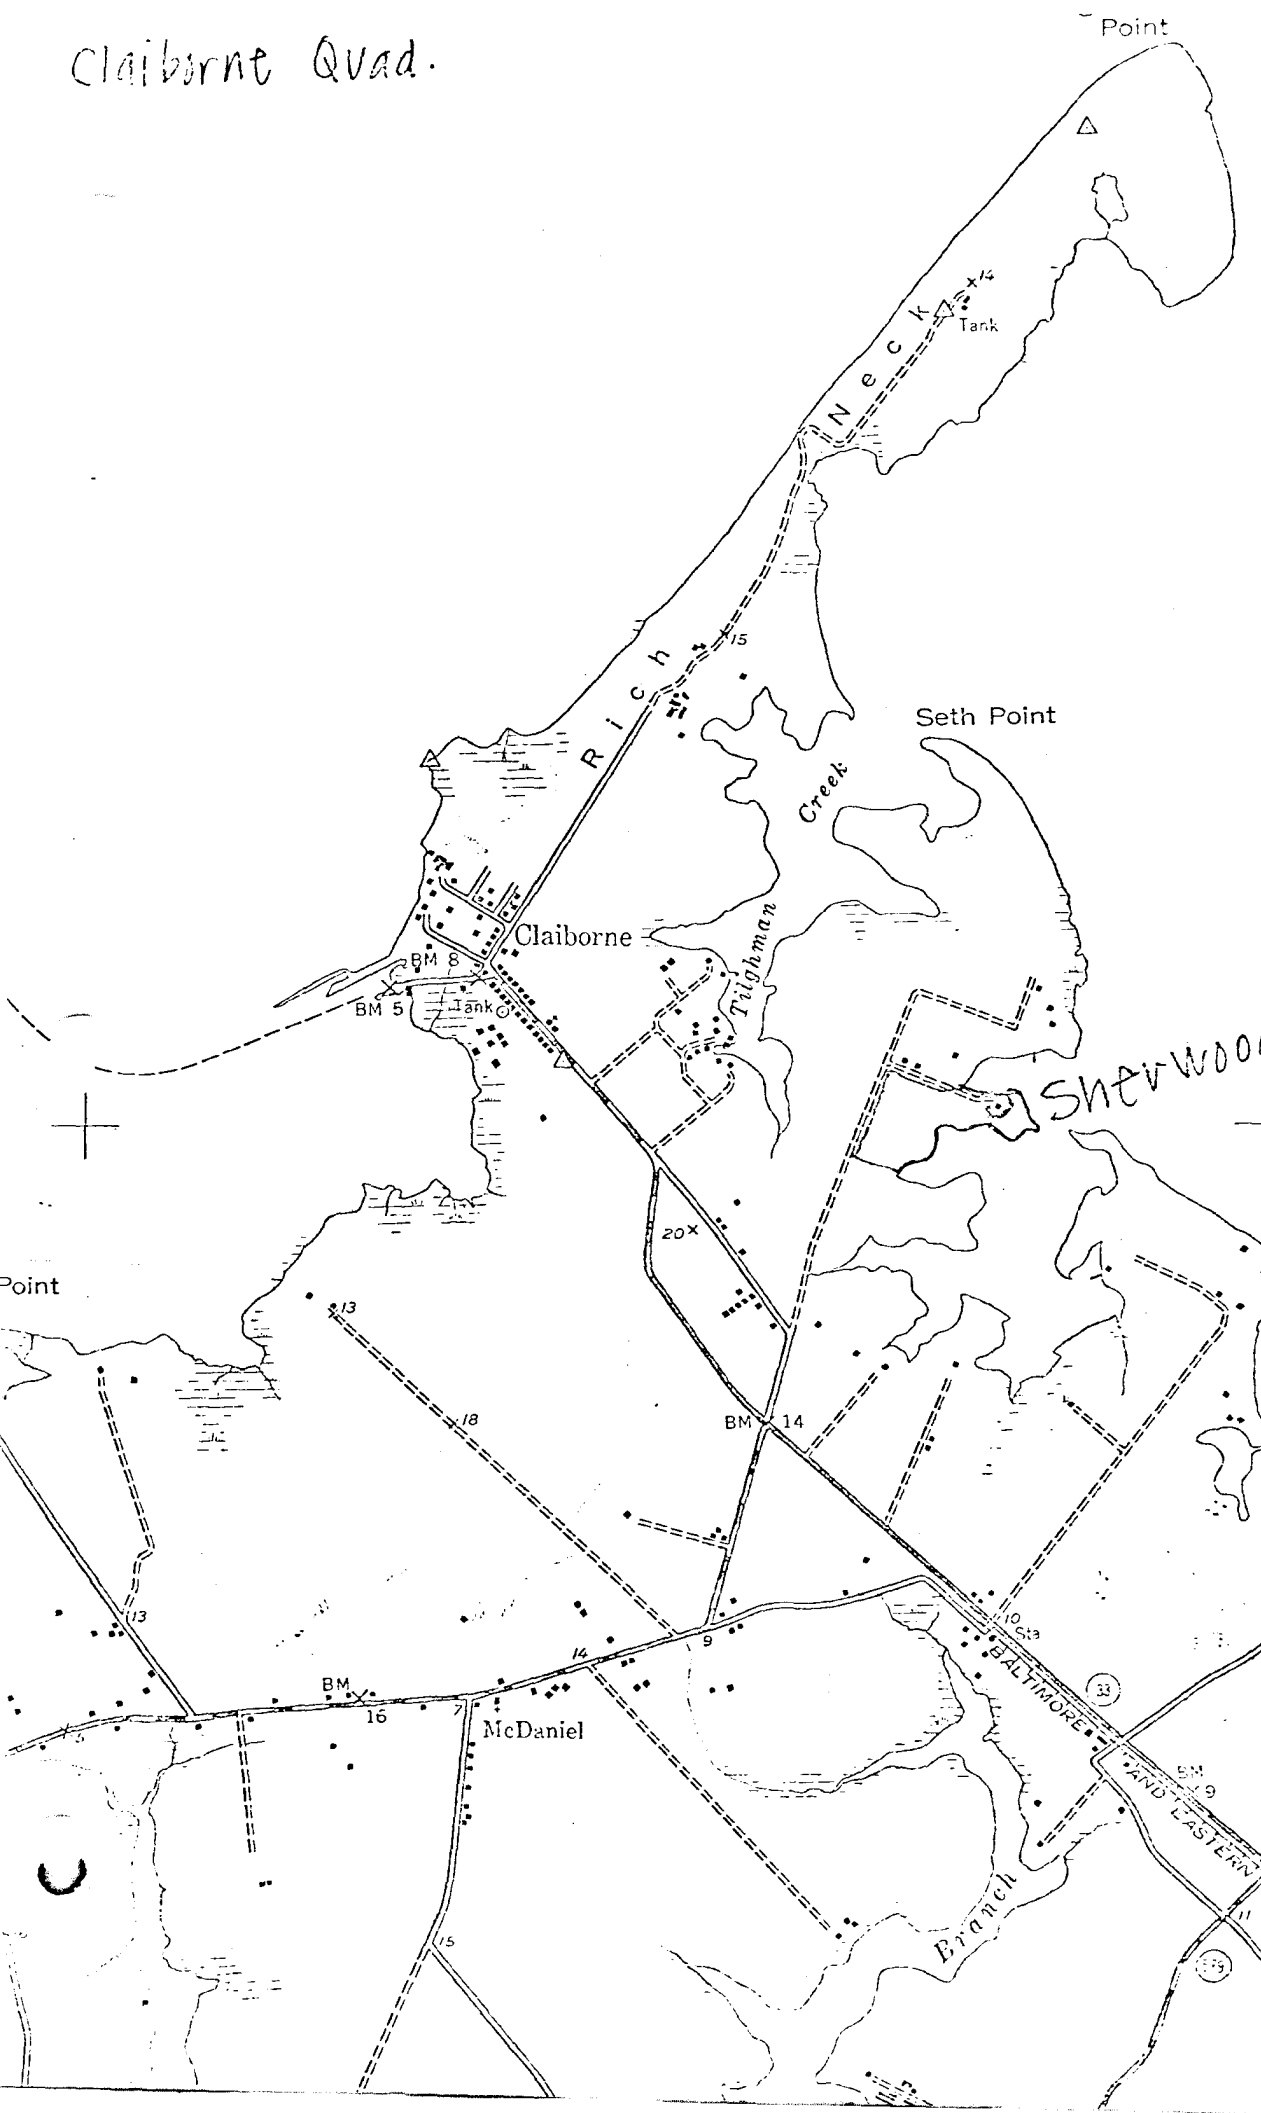 Point
Claiborne Quad.
14
Tank
Rich Neck
15
Seth Point
Tilghman Creek
Claiborne
BM 8
BM 5
Tank
Sherwoo
20
Point
13
18
BM 14
13
10
Sta
9
14
BM
16
7
McDaniel
33
BALTIMORE AND EASTERN
BM
9
Branch
15
11